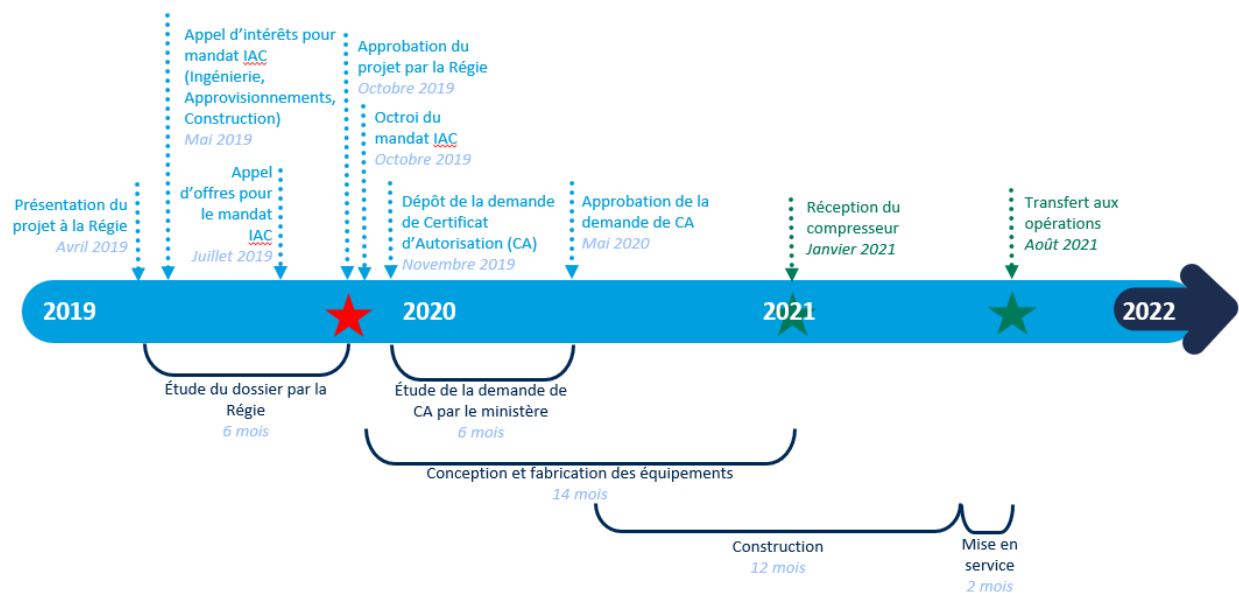 Appel d'intérêts pour
mandat IAC
(Ingénierie,
Approvisionnements,
Construction)
Mai 2019
Approbation du
projet par la Régie
Octobre 2019
Octroi du
mandat IAC
Octobre 2019
Appel
d'offres pour
le mandat
IAC
Juillet 2019
Présentation du
projet à la Régie
Avril 2019
Dépôt de la demande
de Certificat
d'Autorisation (CA)
Novembre 2019
Approbation de la
demande de CA
Mai 2020
Réception du
compresseur
Janvier 2021
Transfert aux
opérations
Août 2021
2019
2020
2021
2022
Étude du dossier par la
Régie
6 mois
Étude de la demande de
CA par le ministère
6 mois
Conception et fabrication des équipements
14 mois
Construction
12 mois
Mise en
service
2 mois